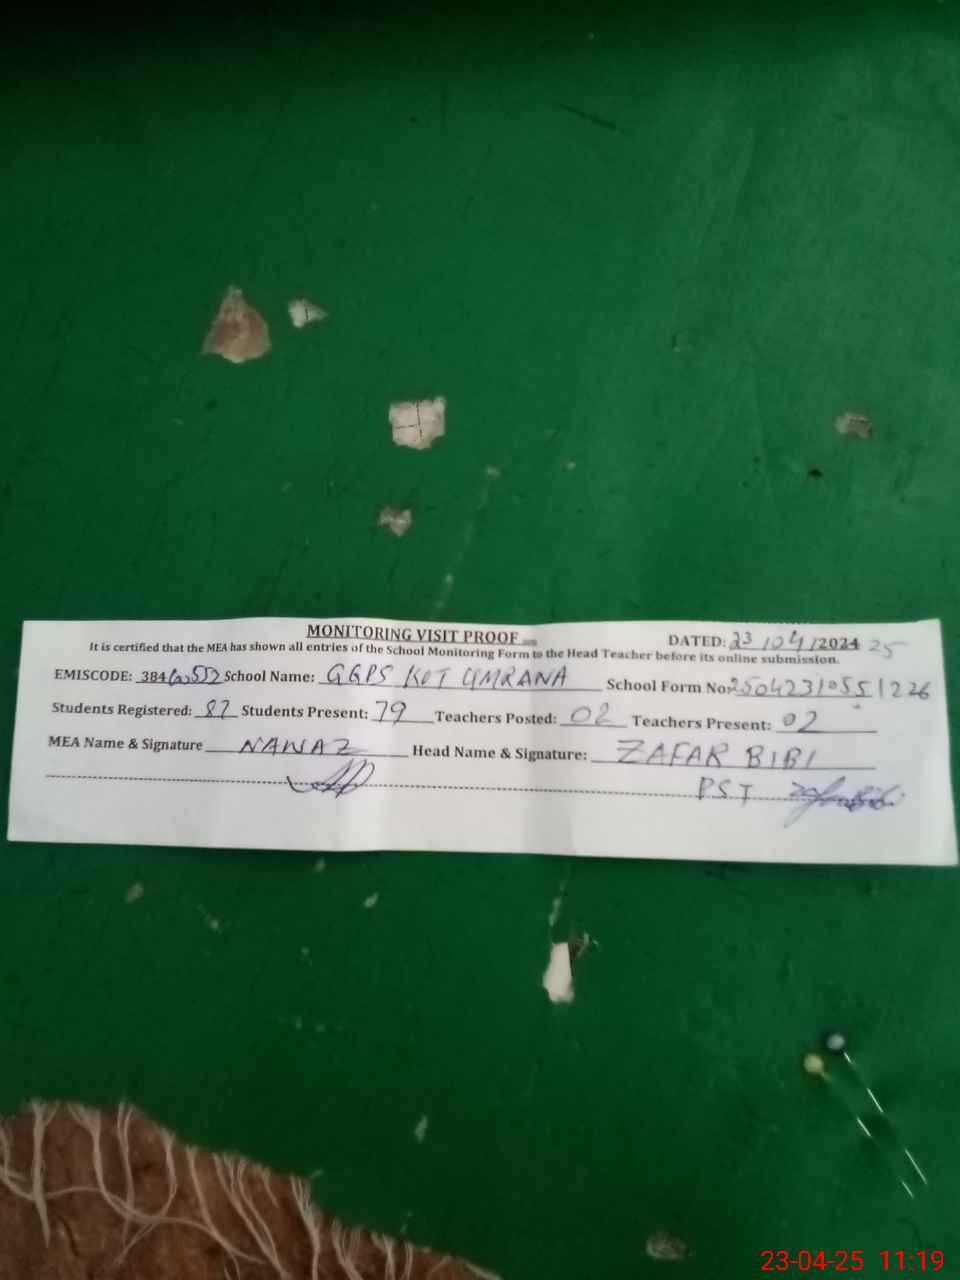 MONITORING VISIT PROOF
DATED: 23/04/2024 25
It is certified that the MEA has shown all entries of the School Monitoring Form to the Head Teacher before its online submission.
EMISCODE: 38460552 School Name: GGPS KOT UMRANA School Form No: 2504231055 1226
Students Registered: 87 Students Present: 79 Teachers Posted: 02 Teachers Present: 02
MEA Name & Signature NAWAZ Head Name & Signature: ZAFAR BIBI
PST Zafar Bibi
23-04-25 11:19